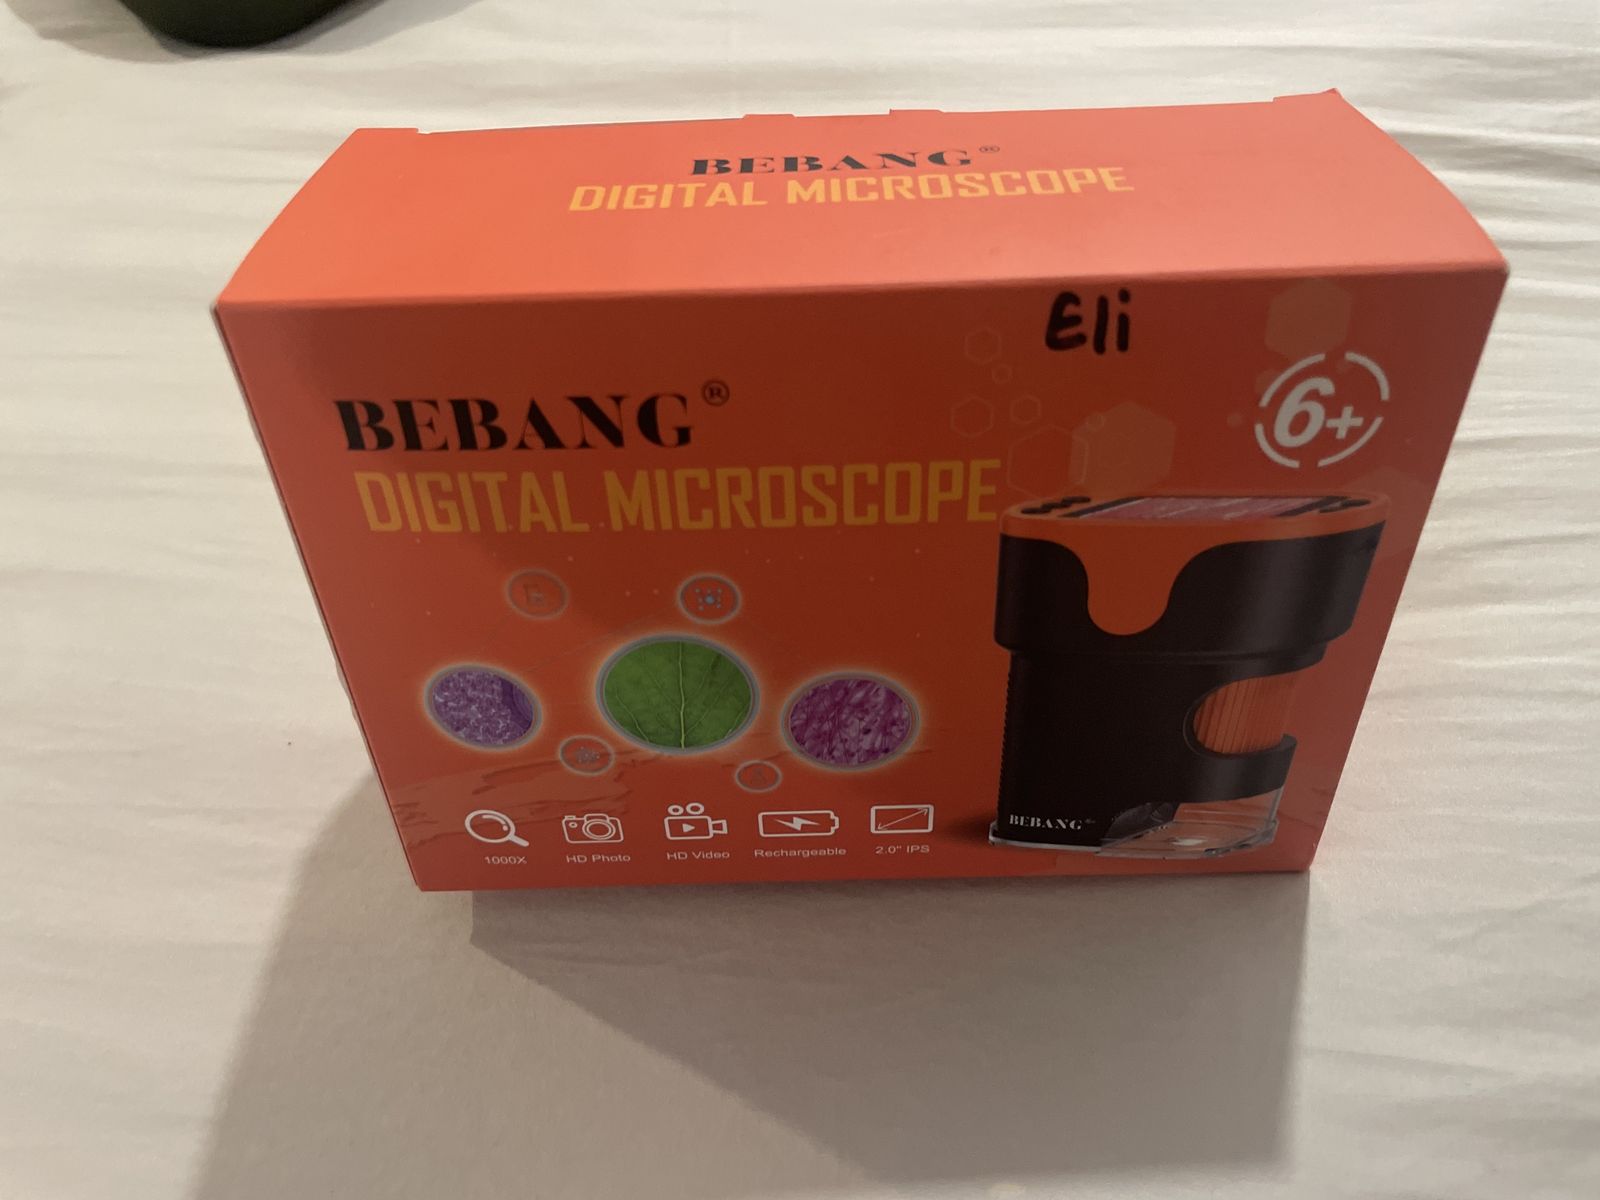 BEBANG®
DIGITAL MICROSCOPE
Eli
BEBANG®
6+
DIGITAL MICROSCOPE
BEBANG®
1000X
HD Photo
HD Video
Rechargeable
2.0" IPS